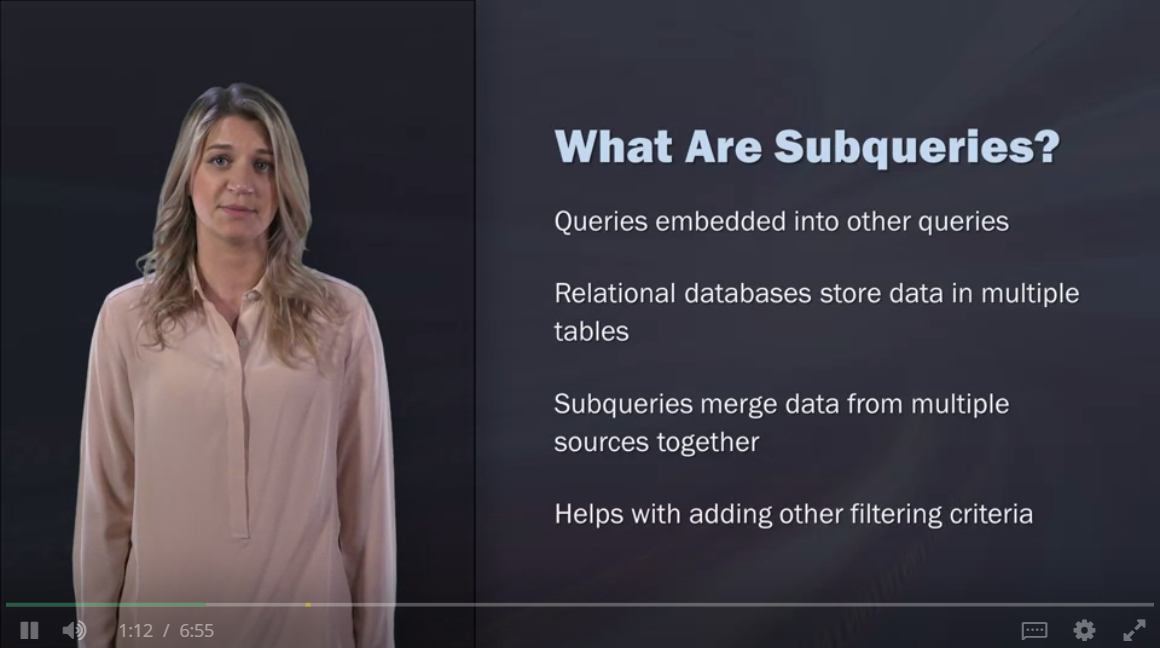 What Are Subqueries?
Queries embedded into other queries
Relational databases store data in multiple
tables
Subqueries merge data from multiple
sources together
Helps with adding other filtering criteria
1:12 / 6:55